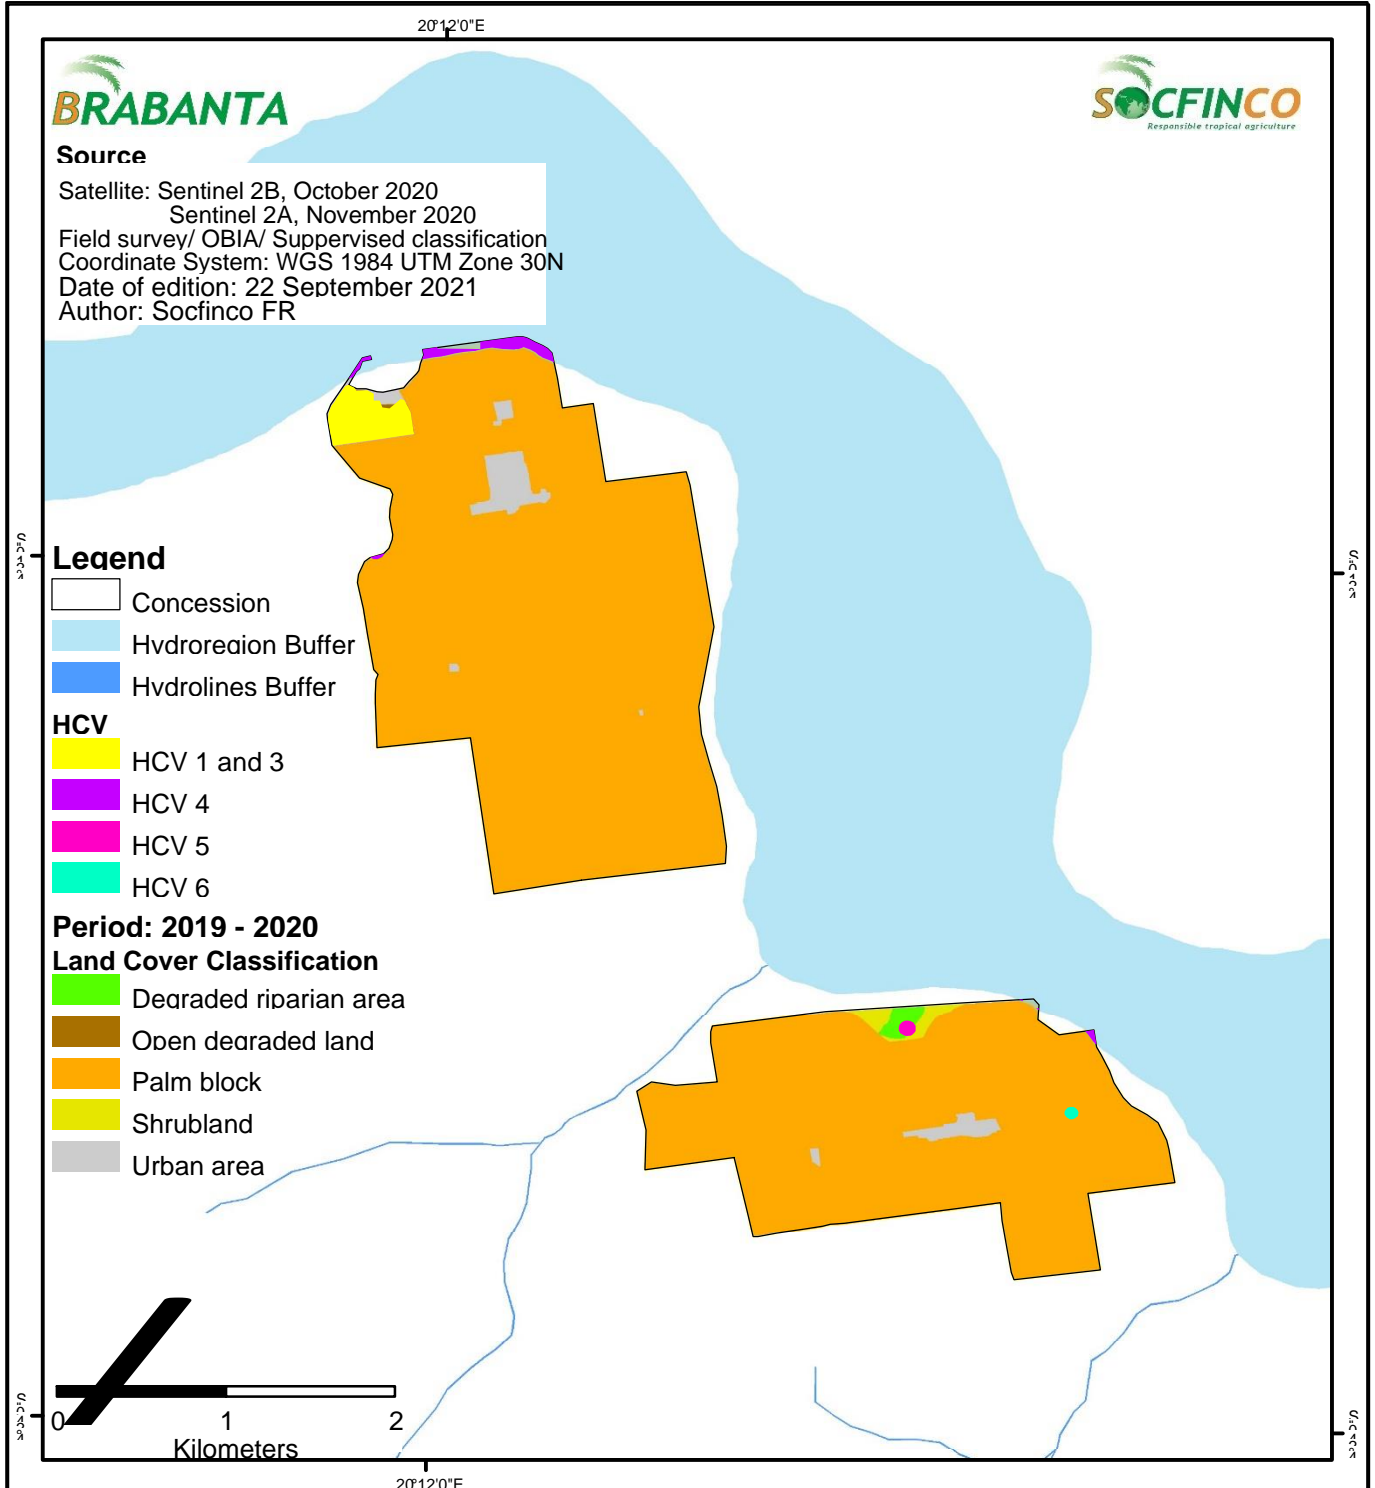 20°12'0"E
BRABANTA
SOCFINCO
Responsible tropical agriculture
Source
Satellite: Sentinel 2B, October 2020
Sentinel 2A, November 2020
Field survey/ OBIA/ Suppervised classification
Coordinate System: WGS 1984 UTM Zone 30N
Date of edition: 22 September 2021
Author: Socfinco FR
Legend
Concession
Hydroregion Buffer
Hydrolines Buffer
HCV
HCV 1 and 3
HCV 4
HCV 5
HCV 6
Period: 2019 - 2020
Land Cover Classification
Degraded riparian area
Open degraded land
Palm block
Shrubland
Urban area
0 1 2
Kilometers
20°12'0"E